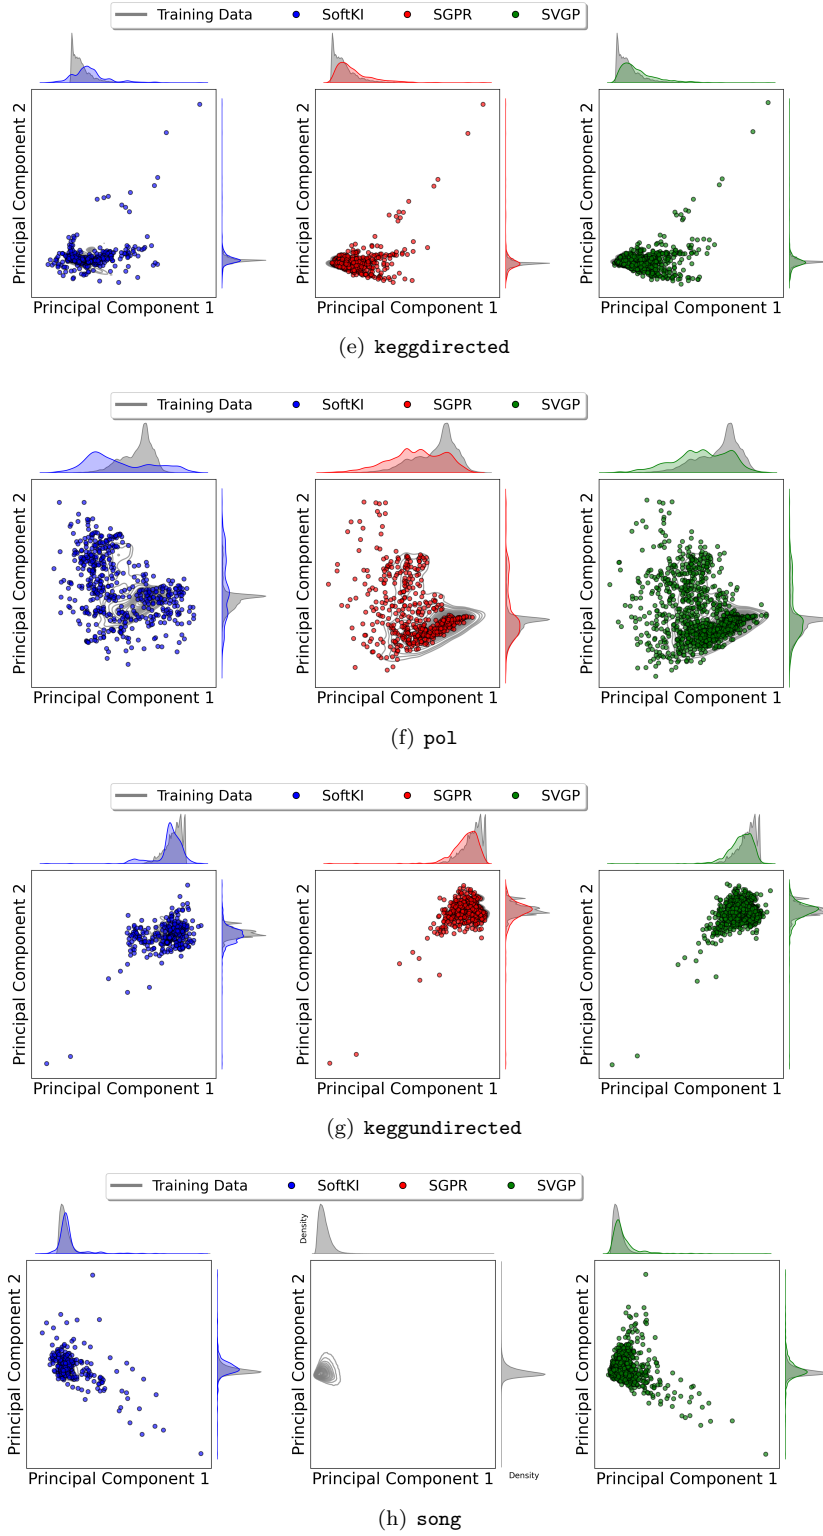 Training Data SoftKI SGPR SVGP
Principal Component 2
Principal Component 1
Principal Component 2
Principal Component 1
Principal Component 2
Principal Component 1
(e) keggdirected
Training Data SoftKI SGPR SVGP
Principal Component 2
Principal Component 1
Principal Component 2
Principal Component 1
Principal Component 2
Principal Component 1
(f) pol
Training Data SoftKI SGPR SVGP
Principal Component 2
Principal Component 1
Principal Component 2
Principal Component 1
Principal Component 2
Principal Component 1
(g) keggundirected
Training Data SoftKI SGPR SVGP
Principal Component 2
Principal Component 1
Density
Principal Component 2
Principal Component 1
Density
Principal Component 2
Principal Component 1
(h) song